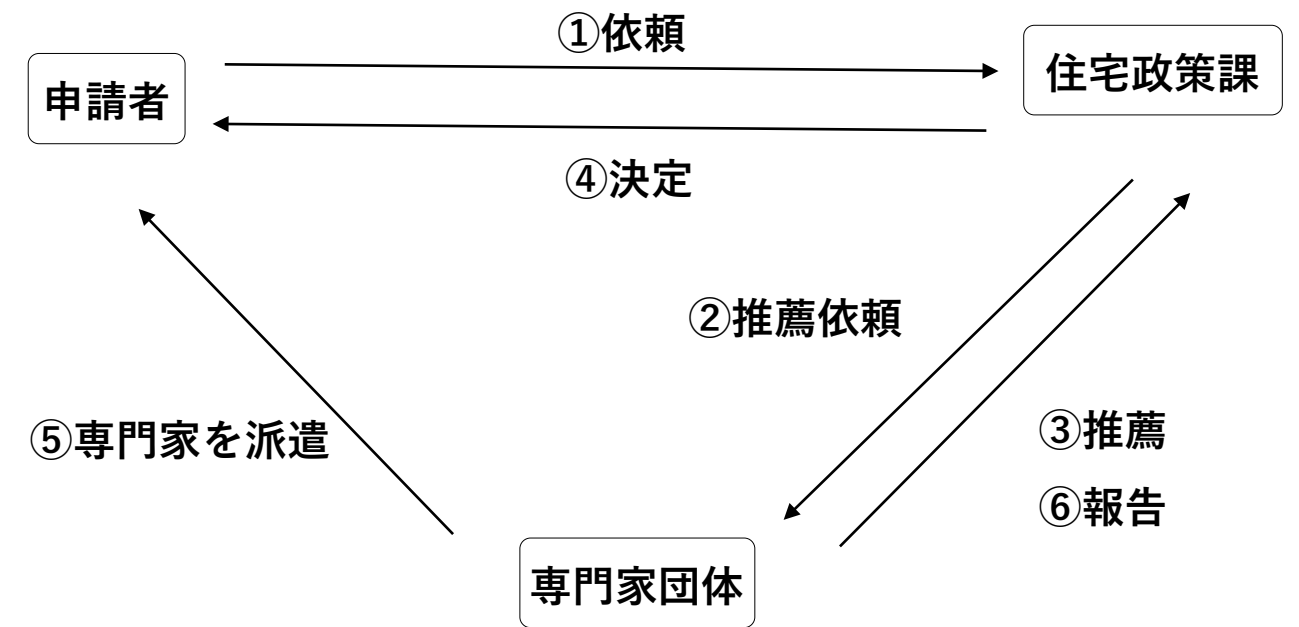 ①依頼
申請者
住宅政策課
④決定
②推薦依頼
⑤専門家を派遣
③推薦
⑥報告
専門家団体